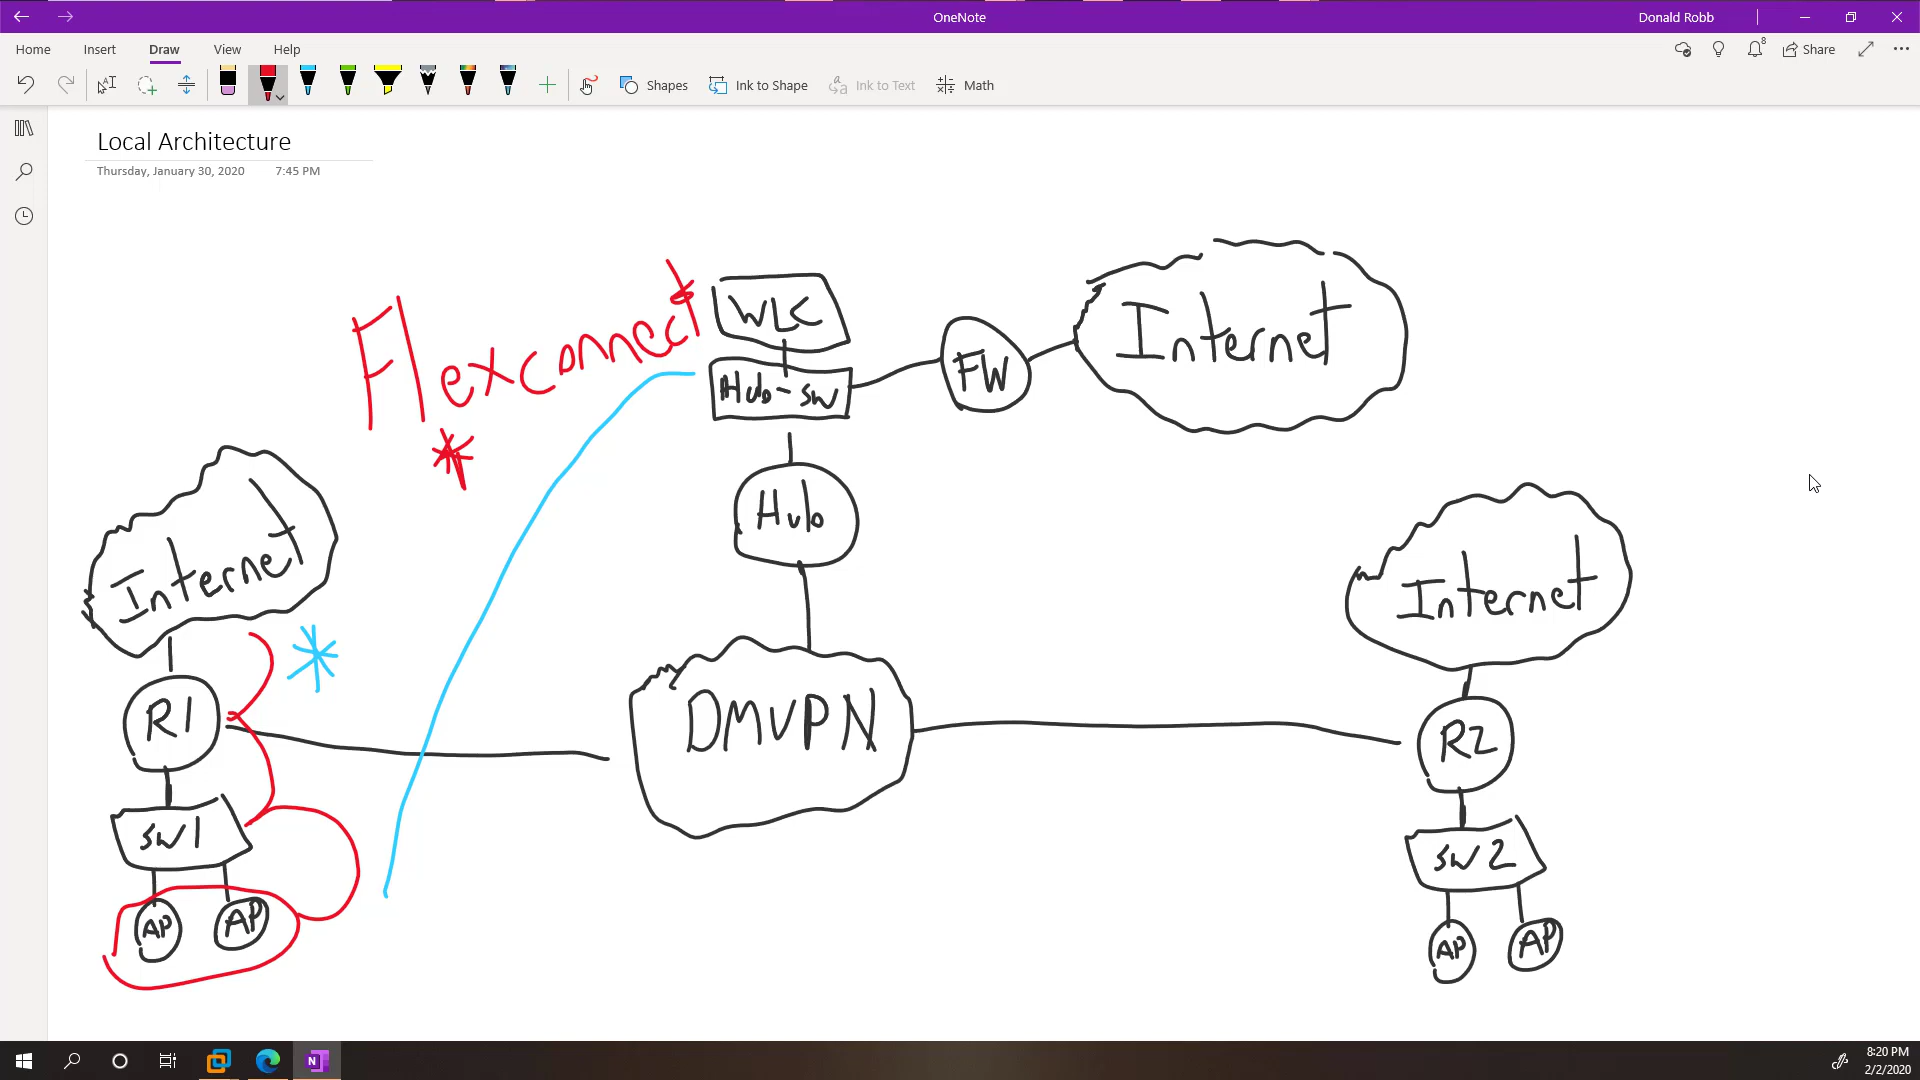 OneNote
Donald Robb
Home Insert Draw View Help
8
Share
Shapes Ink to Shape Ink to Text Math
Local Architecture
Thursday, January 30, 2020 7:45 PM
Flexconnect
WLC
Hub-SW
FW
Internet
Hub
Internet
Internet
R1
DMVPN
R2
SW1
SW2
AP AP
AP AP
8:20 PM
2/2/2020